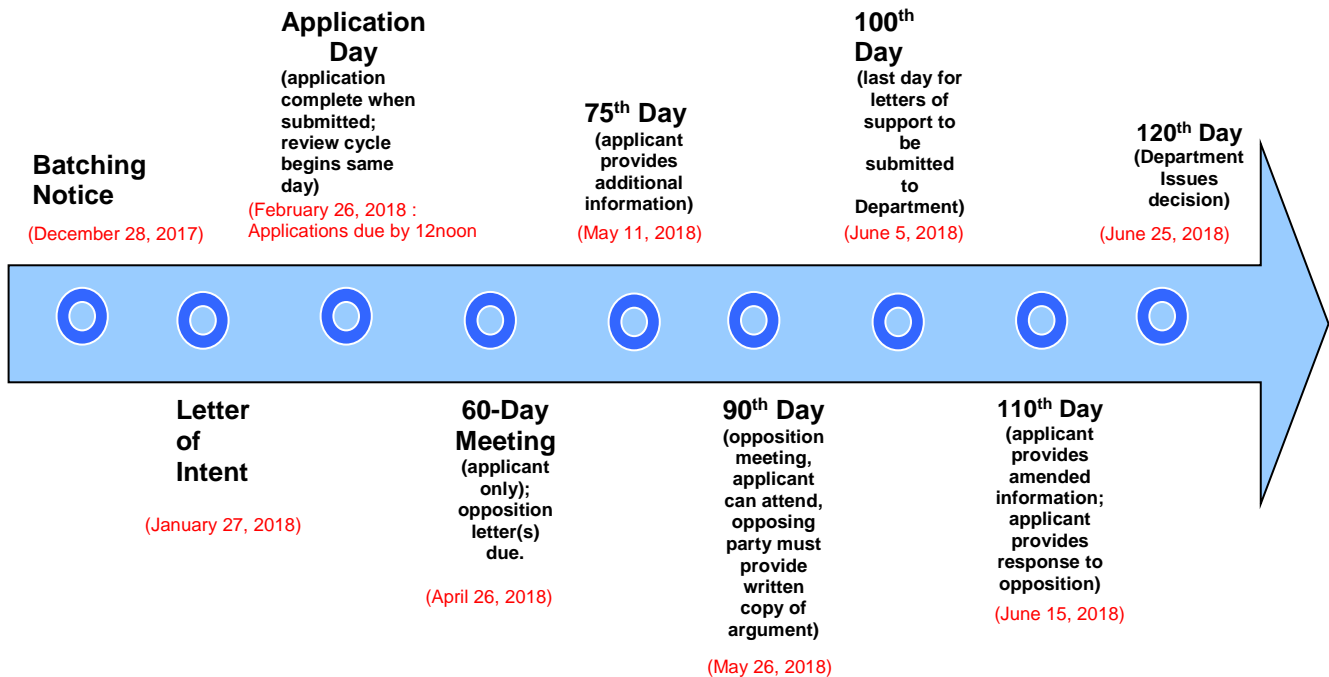 Batching
Notice
(December 28, 2017)
Letter
of
Intent
(January 27, 2018)
Application
Day
(application
complete when
submitted;
review cycle
begins same
day)
(February 26, 2018 :
Applications due by 12noon
60-Day
Meeting
(applicant
only);
opposition
letter(s)
due.
(April 26, 2018)
75th Day
(applicant
provides
additional
information)
(May 11, 2018)
90th Day
(opposition
meeting,
applicant
can attend,
opposing
party must
provide
written
copy of
argument)
(May 26, 2018)
100th
Day
(last day for
letters of
support to
be
submitted
to
Department)
(June 5, 2018)
110th Day
(applicant
provides
amended
information;
applicant
provides
response to
opposition)
(June 15, 2018)
120th Day
(Department
Issues
decision)
(June 25, 2018)